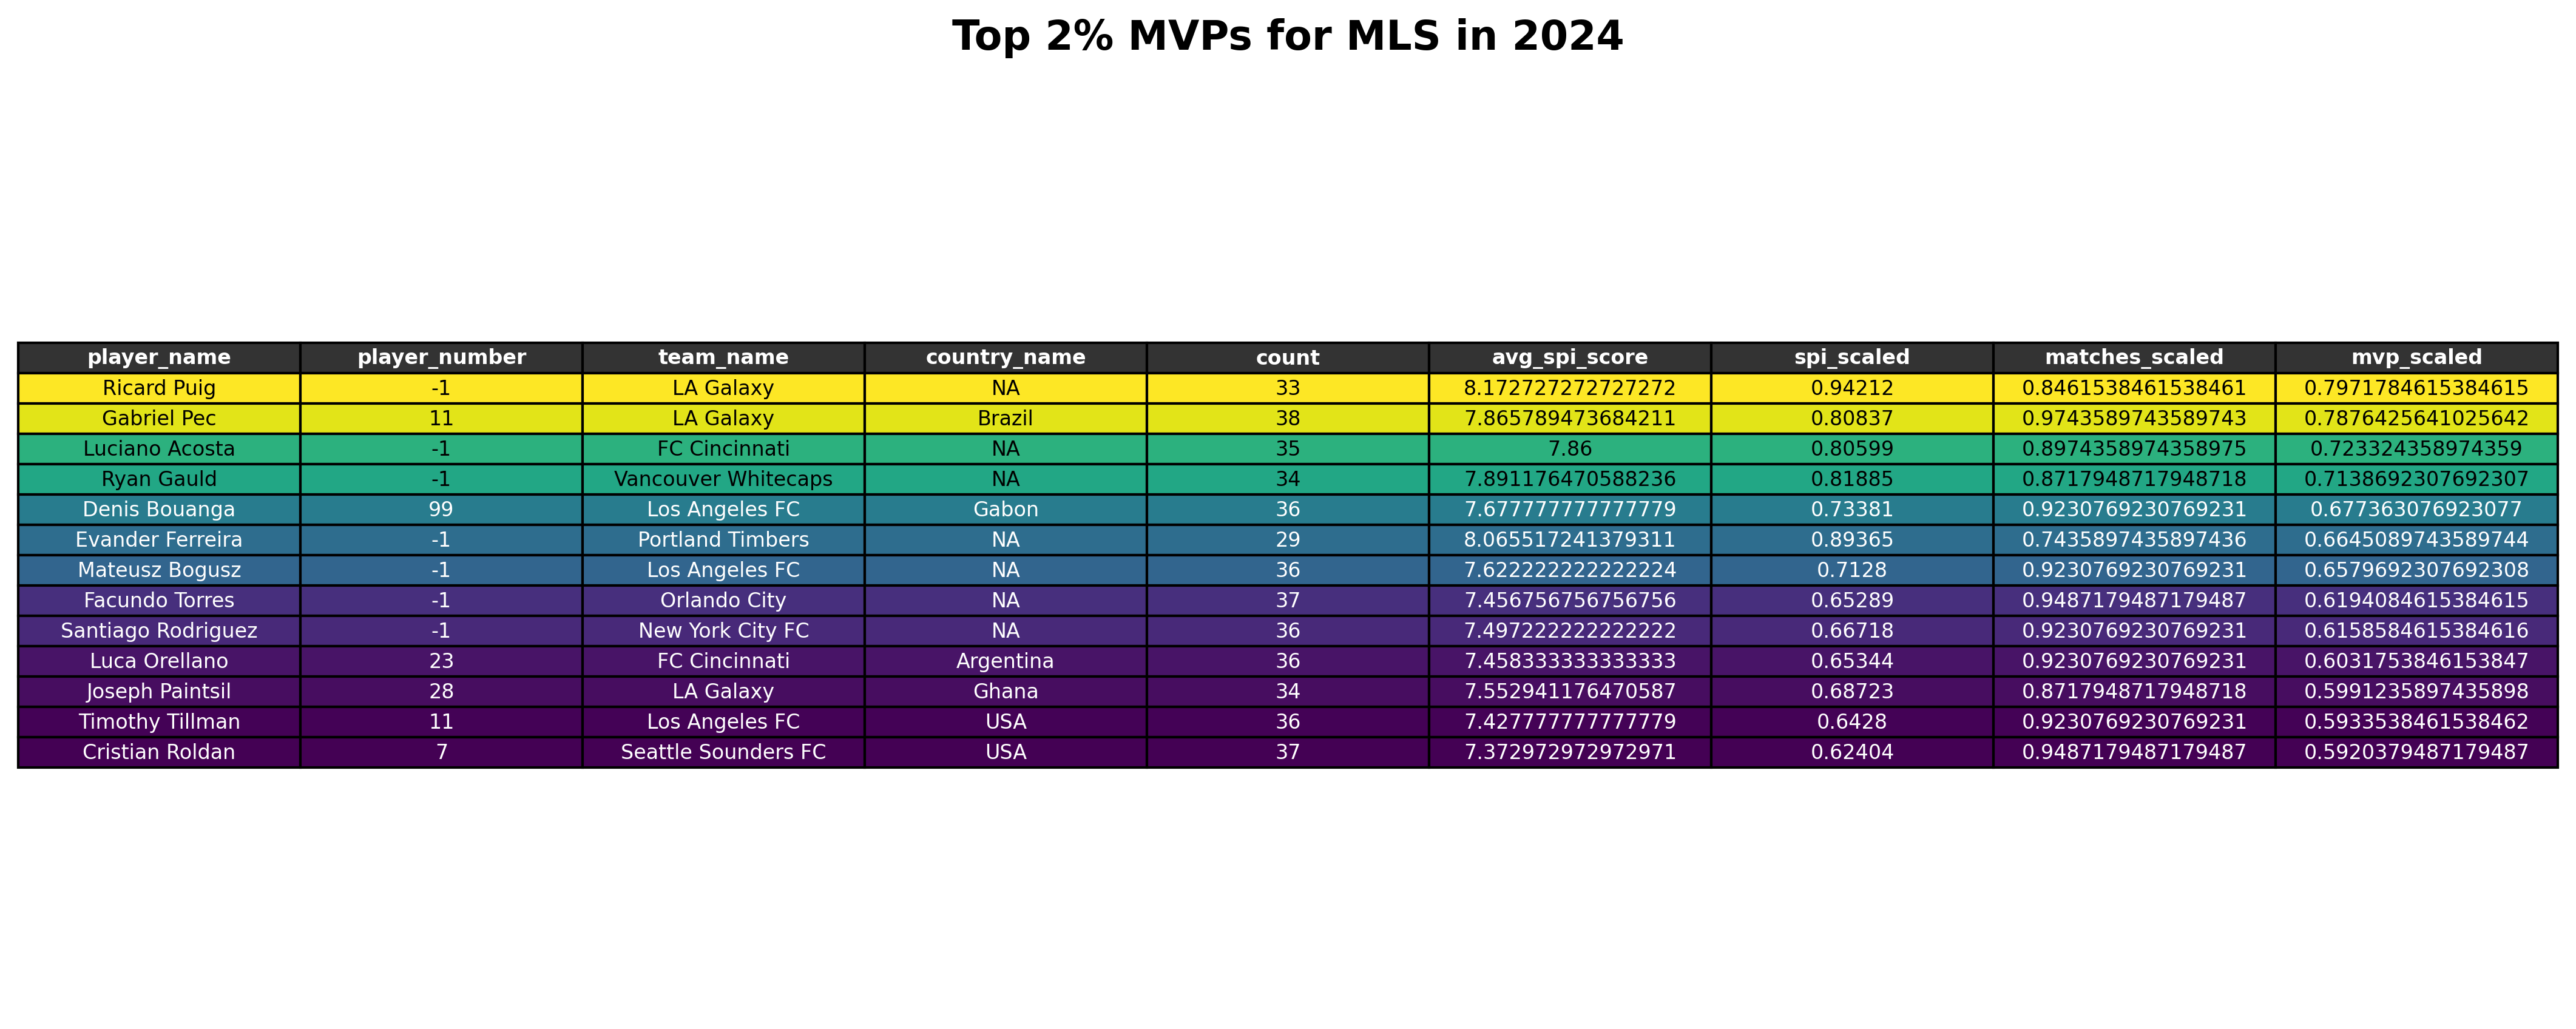 Top 2% MVPs for MLS in 2024
player_name player_number team_name country_name count avg_spi_score spi_scaled matches_scaled mvp_scaled
Ricard Puig -1 LA Galaxy NA 33 8.172727272727272 0.94212 0.8461538461538461 0.7971784615384615
Gabriel Pec 11 LA Galaxy Brazil 38 7.865789473684211 0.80837 0.9743589743589743 0.7876425641025642
Luciano Acosta -1 FC Cincinnati NA 35 7.86 0.80599 0.8974358974358975 0.723324358974359
Ryan Gauld -1 Vancouver Whitecaps NA 34 7.891176470588236 0.81885 0.8717948717948718 0.7138692307692307
Denis Bouanga 99 Los Angeles FC Gabon 36 7.677777777777779 0.73381 0.9230769230769231 0.677363076923077
Evander Ferreira -1 Portland Timbers NA 29 8.065517241379311 0.89365 0.7435897435897436 0.6645089743589744
Mateusz Bogusz -1 Los Angeles FC NA 36 7.622222222222224 0.7128 0.9230769230769231 0.6579692307692308
Facundo Torres -1 Orlando City NA 37 7.456756756756756 0.65289 0.9487179487179487 0.6194084615384615
Santiago Rodriguez -1 New York City FC NA 36 7.497222222222222 0.66718 0.9230769230769231 0.6158584615384616
Luca Orellano 23 FC Cincinnati Argentina 36 7.458333333333333 0.65344 0.9230769230769231 0.6031753846153847
Joseph Paintsil 28 LA Galaxy Ghana 34 7.552941176470587 0.68723 0.8717948717948718 0.5991235897435898
Timothy Tillman 11 Los Angeles FC USA 36 7.427777777777779 0.6428 0.9230769230769231 0.5933538461538462
Cristian Roldan 7 Seattle Sounders FC USA 37 7.372972972972971 0.62404 0.9487179487179487 0.5920379487179487